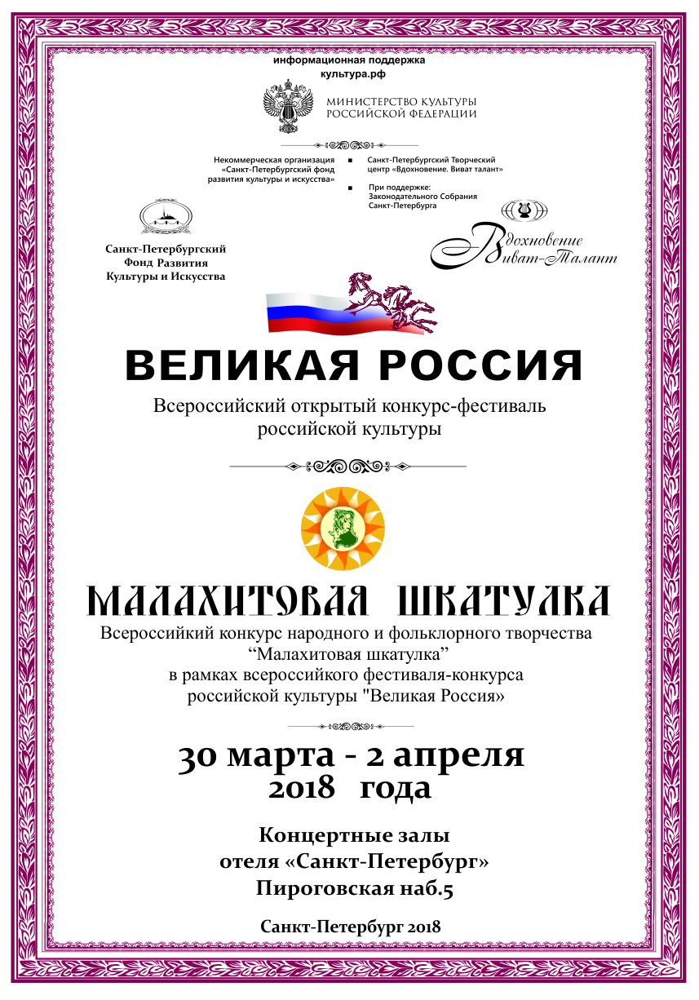 информационная поддержка
культура.рф
МИНИСТЕРСТВО КУЛЬТУРЫ
РОССИЙСКОЙ ФЕДЕРАЦИИ
Некоммерческая организация
«Санкт-Петербургский фонд
развития культуры и искусства»
Санкт-Петербургский Творческий
центр «Вдохновение. Виват талант»
При поддержке:
Законодательного Собрания
Санкт-Петербурга
Санкт-Петербургский
Фонд Развития
Культуры и Искусства
Вдохновение
Виват-Талант
ВЕЛИКАЯ РОССИЯ
Всероссийский открытый конкурс-фестиваль
российской культуры
МАЛАХИТОВАЯ ШКАТУЛКА
Всероссийкий конкурс народного и фольклорного творчества
“Малахитовая шкатулка”
в рамках всероссийкого фестиваля-конкурса
российской культуры "Великая Россия»
30 марта - 2 апреля
2018 года
Концертные залы
отеля «Санкт-Петербург»
Пироговская наб.5
Санкт-Петербург 2018